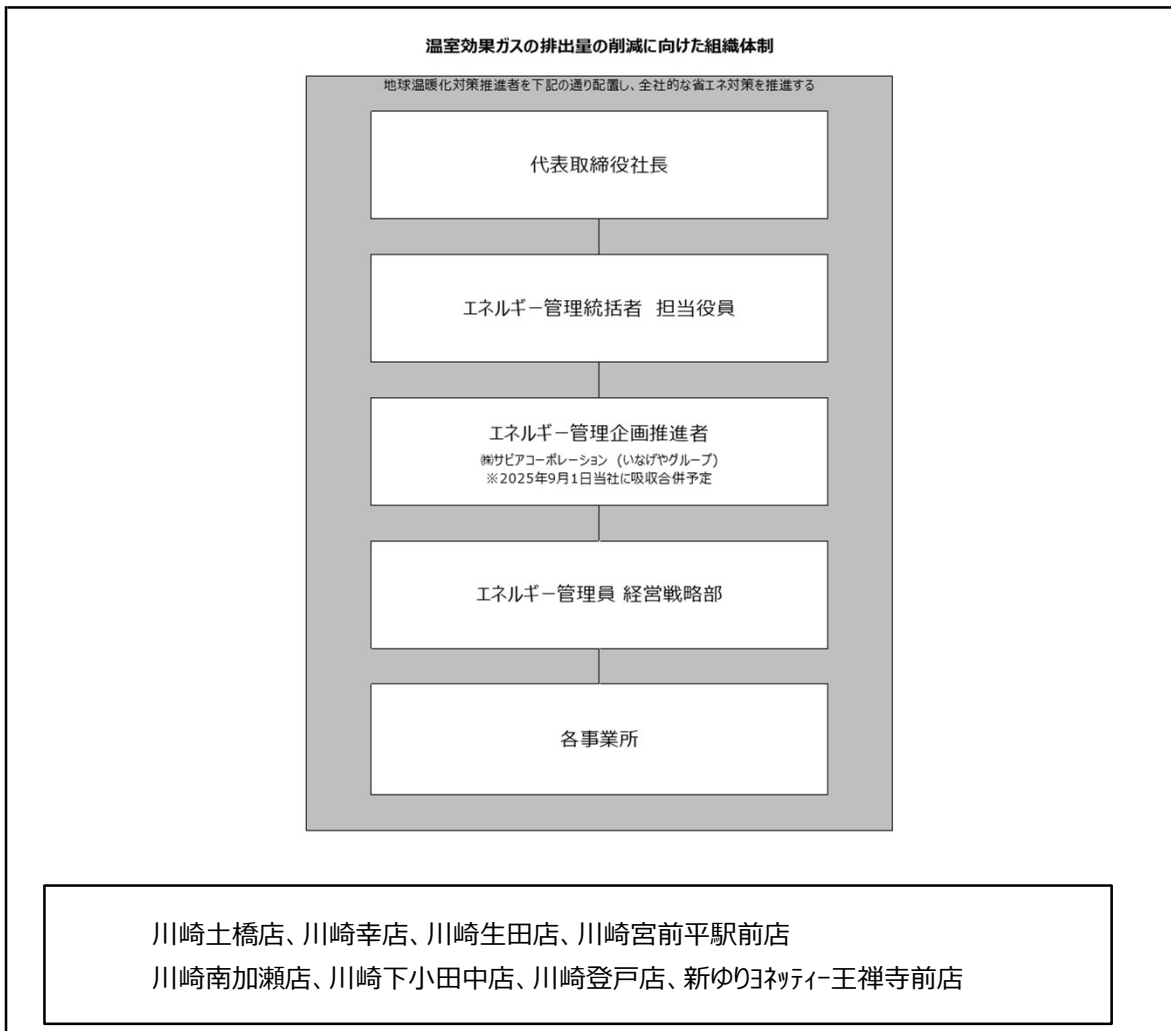 温室効果ガスの排出量の削減に向けた組織体制
地球温暖化対策推進者を下記の通り配置し、全社的な省エネ対策を推進する
代表取締役社長
エネルギー管理統括者 担当役員
エネルギー管理企画推進者
㈱サビアコーポレーション (いなげやグループ)
※2025年9月1日当社に吸収合併予定
エネルギー管理員 経営戦略部
各事業所
川崎土橋店、川崎幸店、川崎生田店、川崎宮前平駅前店
川崎南加瀬店、川崎下小田中店、川崎登戸店、新ゆりﾖﾈｯﾃｨｰ王禅寺前店